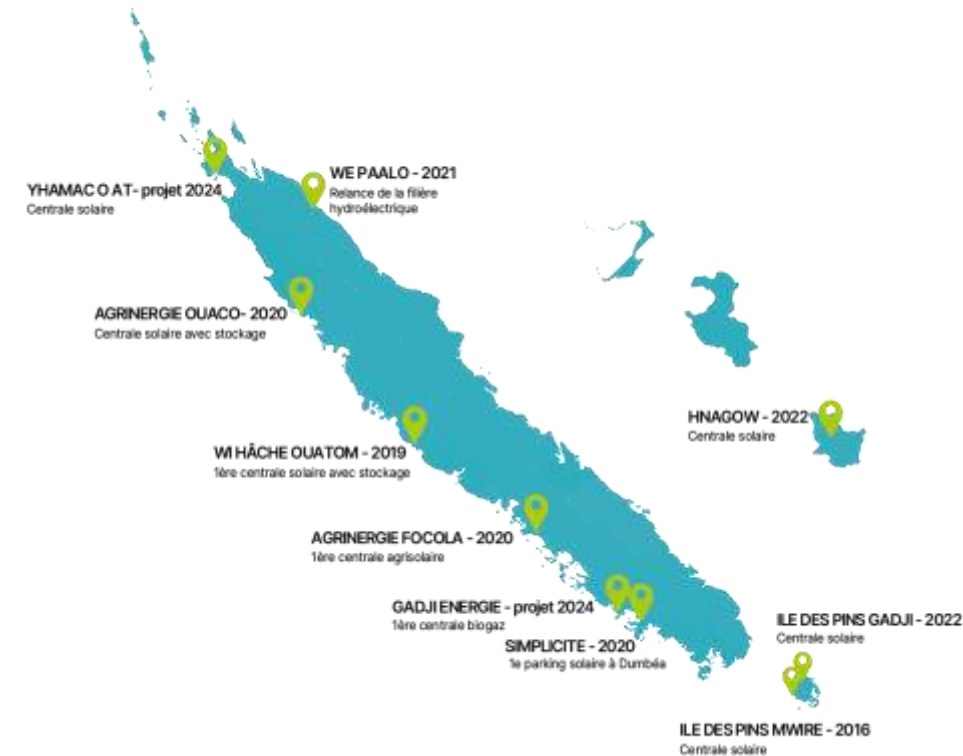 WE PAALO - 2021
Relance de la filière
hydroélectrique
YHAMAC O AT- projet 2024
Centrale solaire
AGRINERGIE OUACO- 2020
Centrale solaire avec stockage
HNAGOW - 2022
Centrale solaire
WI HÂCHE OUATOM - 2019
1ère centrale solaire avec stockage
AGRINERGIE FOCOLA - 2020
1ère centrale agrisolaire
GADJI ENERGIE - projet 2024
1ère centrale biogaz
ILE DES PINS GADJI - 2022
Centrale solaire
SIMPLICITE - 2020
1e parking solaire à Dumbéa
ILE DES PINS MWIRE - 2016
Centrale solaire